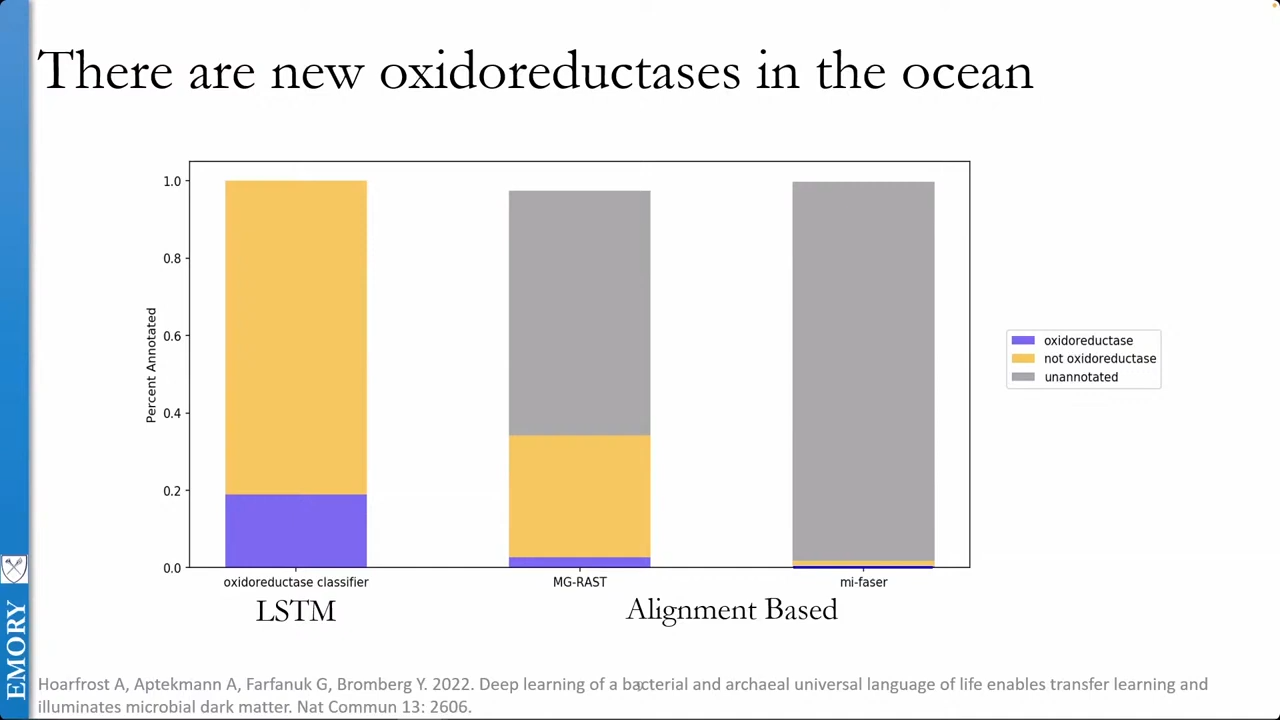 There are new oxidoreductases in the ocean
1.0
0.8
0.6
0.4
0.2
0.0
Percent Annotated
oxidoreductase
not oxidoreductase
unannotated
oxidoreductase classifier
MG-RAST
mi-faser
LSTM
Alignment Based
EMORY
Hoarfrost A, Aptekmann A, Farfanuk G, Bromberg Y. 2022. Deep learning of a bacterial and archaeal universal language of life enables transfer learning and
illuminates microbial dark matter. Nat Commun 13: 2606.